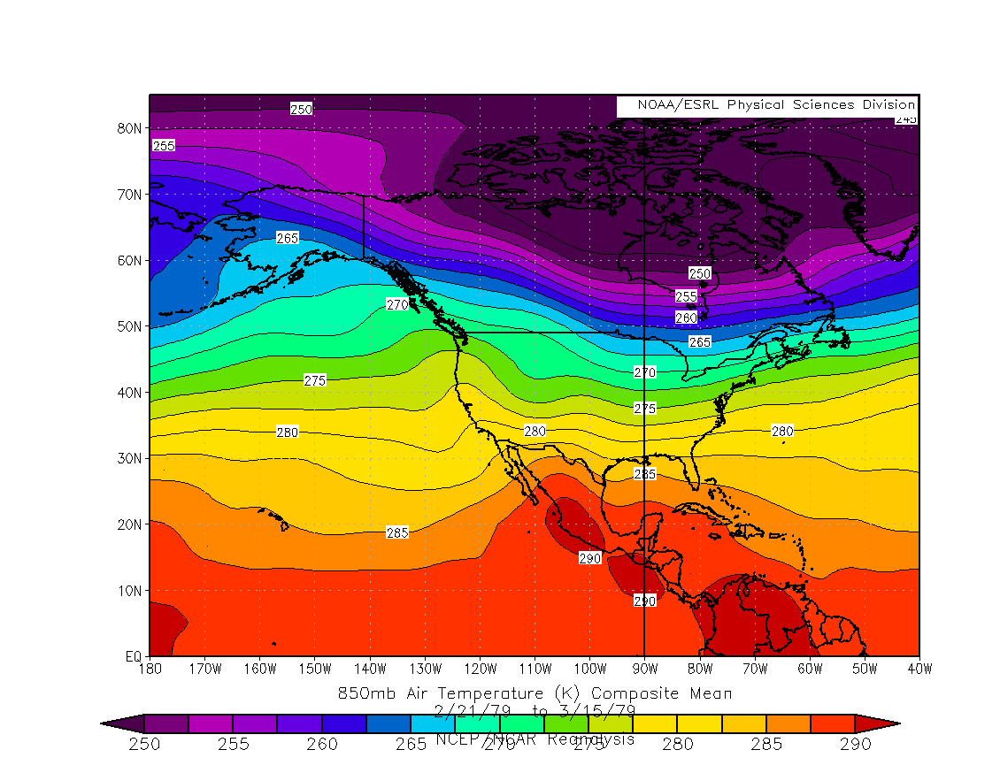 NOAA/ESRL Physical Sciences Division
250
245
80N
255
70N
265
60N
250
255
270
260
50N
265
270
275
40N
275
280
280
280
30N
285
20N
285
290
10N
290
EQ
180 170W 160W 150W 140W 130W 120W 110W 100W 90W 80W 70W 60W 50W 40W
850mb Air Temperature (K) Composite Mean
2/21/79 to 3/15/79
NCEP/NCAR Reanalysis
250 255 260 265 270 275 280 285 290